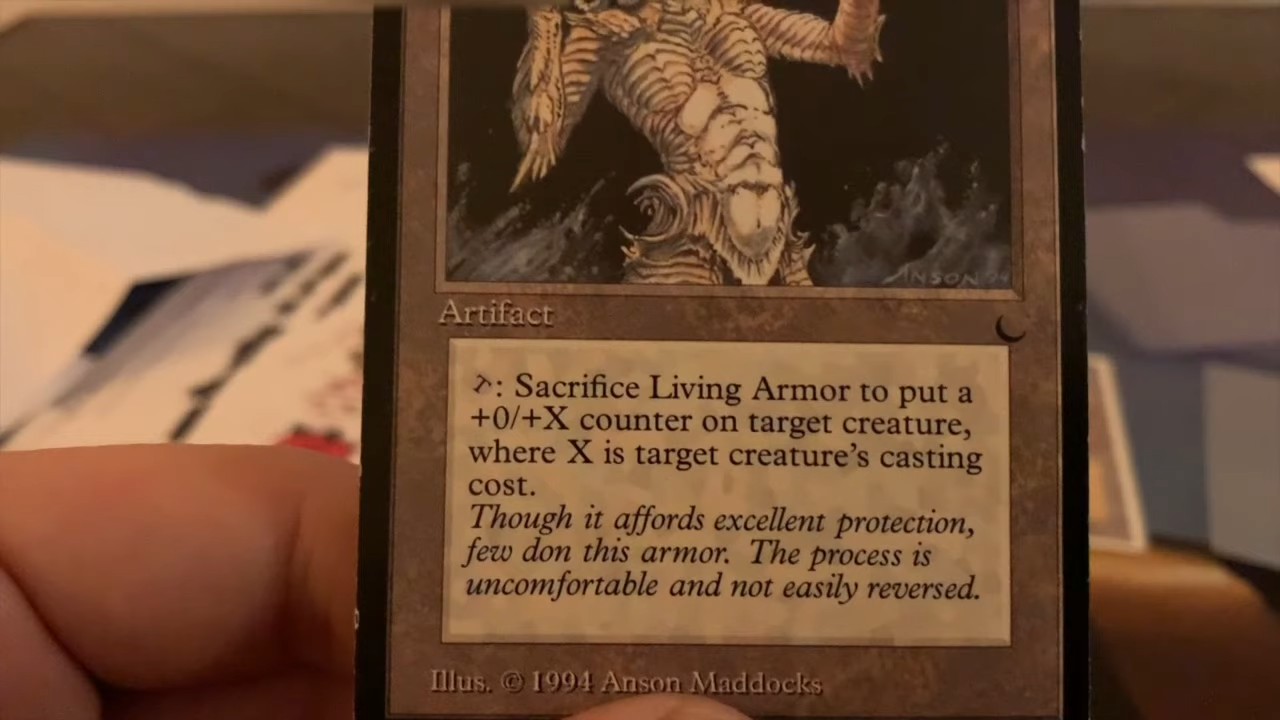 ANSON 94
Artifact
: Sacrifice Living Armor to put a
+0/+X counter on target creature,
where X is target creature's casting
cost.
Though it affords excellent protection,
few don this armor. The process is
uncomfortable and not easily reversed.
Illus. © 1994 Anson Maddocks